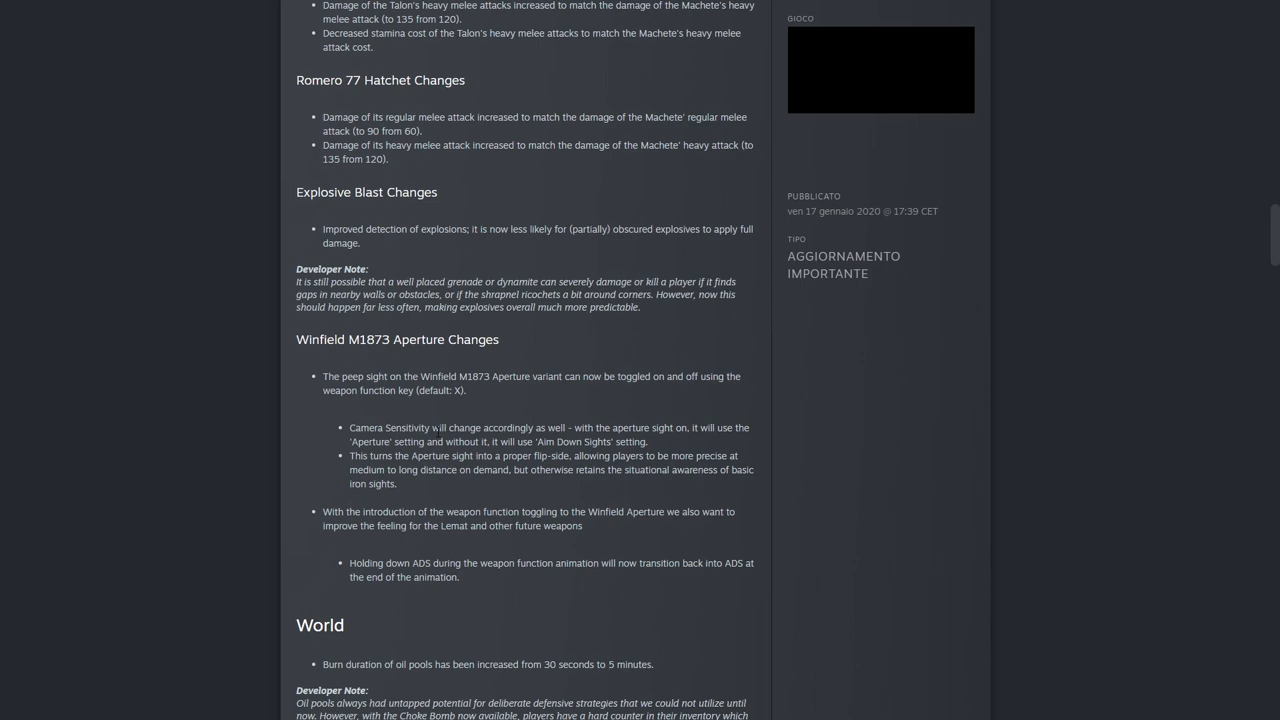 Damage of the Talon's heavy melee attacks increased to match the damage of the Machete's heavy
melee attack (to 135 from 120).
Decreased stamina cost of the Talon's heavy melee attacks to match the Machete's heavy melee
attack cost.
Romero 77 Hatchet Changes
Damage of its regular melee attack increased to match the damage of the Machete' regular melee
attack (to 90 from 60).
Damage of its heavy melee attack increased to match the damage of the Machete' heavy attack (to
135 from 120).
Explosive Blast Changes
Improved detection of explosions; it is now less likely for (partially) obscured explosives to apply full
damage.
Developer Note:
It is still possible that a well placed grenade or dynamite can severely damage or kill a player if it finds
gaps in nearby walls or obstacles, or if the shrapnel ricochets a bit around corners. However, now this
should happen far less often, making explosives overall much more predictable.
Winfield M1873 Aperture Changes
The peep sight on the Winfield M1873 Aperture variant can now be toggled on and off using the
weapon function key (default: X).
Camera Sensitivity will change accordingly as well - with the aperture sight on, it will use the
'Aperture' setting and without it, it will use 'Aim Down Sights' setting.
This turns the Aperture sight into a proper flip-side, allowing players to be more precise at
medium to long distance on demand, but otherwise retains the situational awareness of basic
iron sights.
With the introduction of the weapon function toggling to the Winfield Aperture we also want to
improve the feeling for the Lemat and other future weapons
Holding down ADS during the weapon function animation will now transition back into ADS at
the end of the animation.
World
Burn duration of oil pools has been increased from 30 seconds to 5 minutes.
Developer Note:
Oil pools always had untapped potential for deliberate defensive strategies that we could not utilize until
now. However, with the Choke Bomb now available, players have a hard counter in their inventory which
GIOCO
PUBBLICATO
ven 17 gennaio 2020 @ 17:39 CET
TIPO
AGGIORNAMENTO
IMPORTANTE